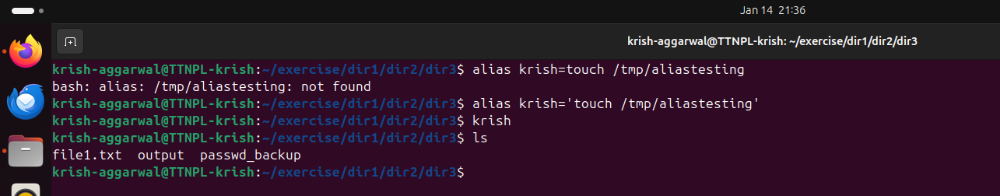 Jan 14 21:36
krish-aggarwal@TTNPL-krish: ~/exercise/dir1/dir2/dir3
krish-aggarwal@TTNPL-krish:~/exercise/dir1/dir2/dir3$ alias krish=touch /tmp/aliastesting
bash: alias: /tmp/aliastesting: not found
krish-aggarwal@TTNPL-krish:~/exercise/dir1/dir2/dir3$ alias krish='touch /tmp/aliastesting'
krish-aggarwal@TTNPL-krish:~/exercise/dir1/dir2/dir3$ krish
krish-aggarwal@TTNPL-krish:~/exercise/dir1/dir2/dir3$ ls
file1.txt  output  passwd_backup
krish-aggarwal@TTNPL-krish:~/exercise/dir1/dir2/dir3$